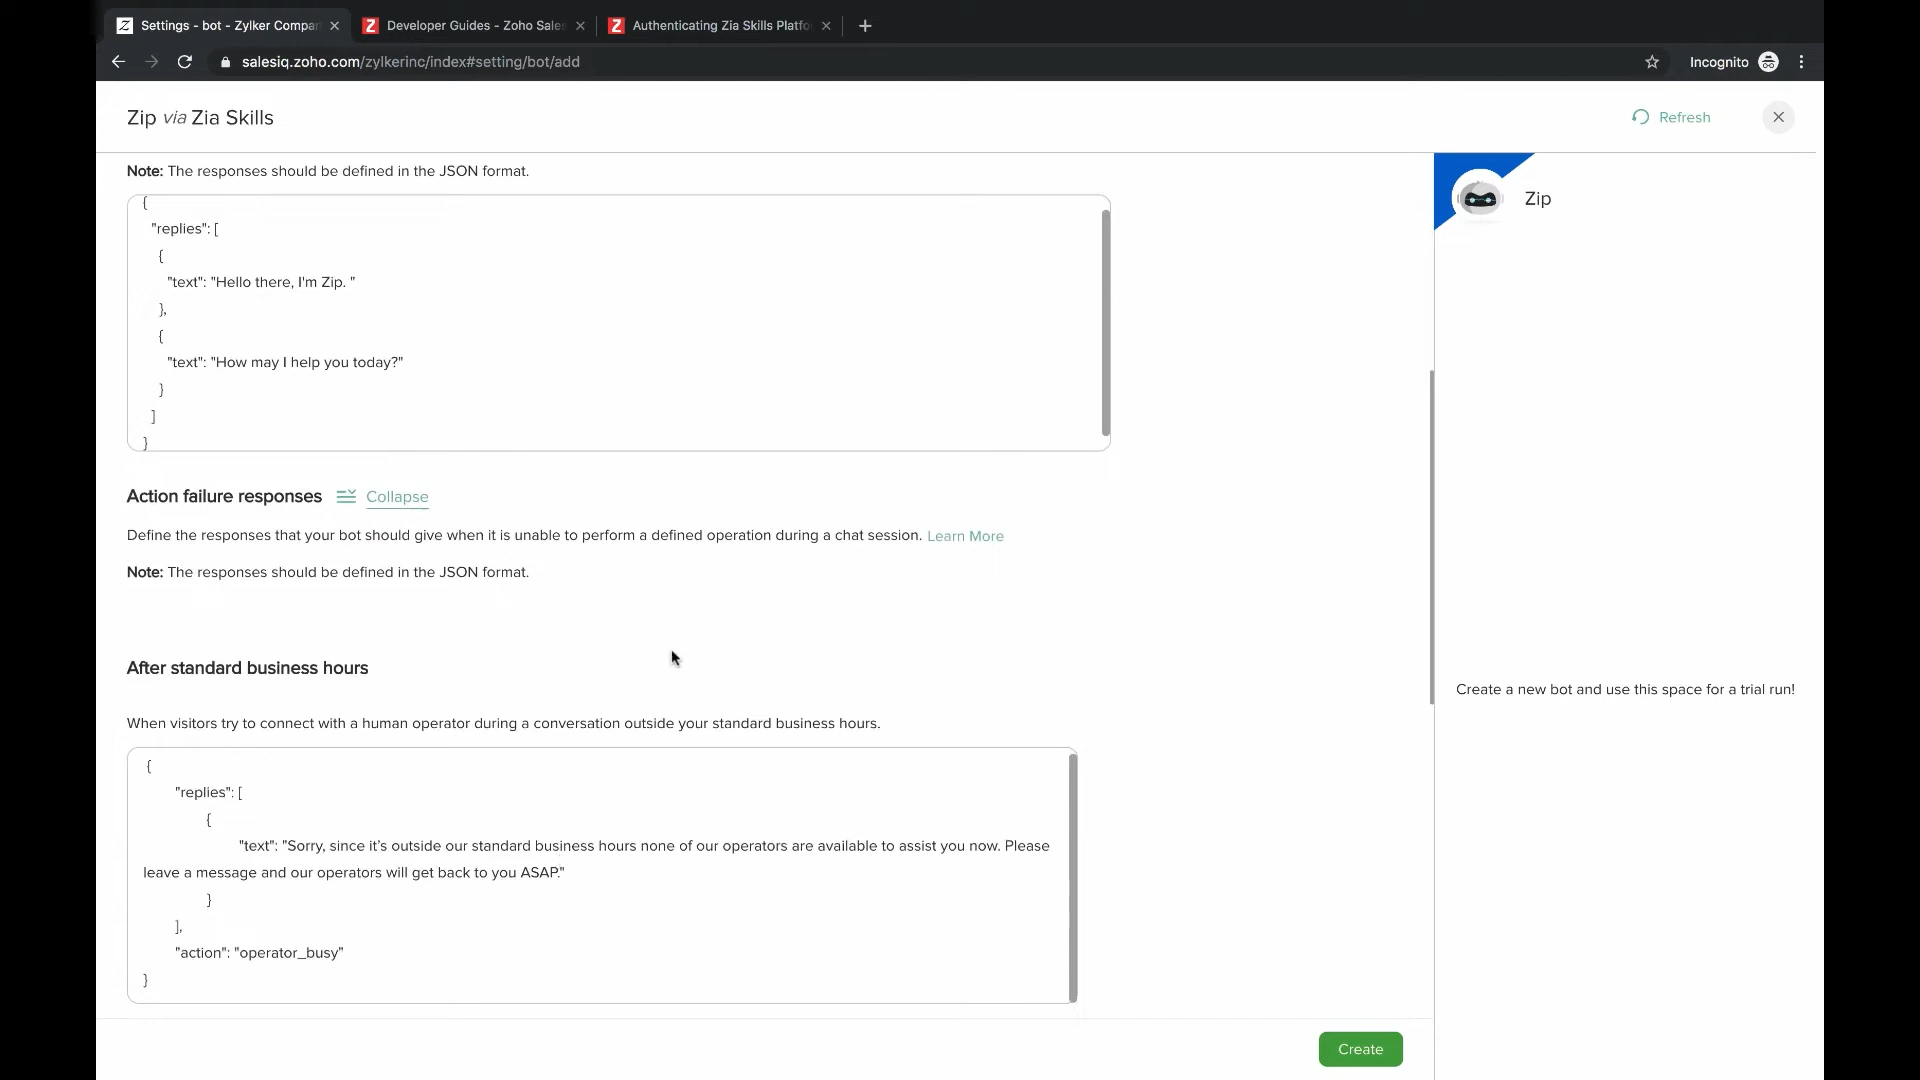 Settings - bot - Zylker Compa
Developer Guides - Zoho Sales
Authenticating Zia Skills Platfo
salesiq.zoho.com/zylkerinc/index#setting/bot/add
Incognito
Zip via Zia Skills
Refresh
Note: The responses should be defined in the JSON format.
{
"replies": [
{
"text": "Hello there, I'm Zip. "
},
{
"text": "How may I help you today?"
}
]
}
Action failure responses Collapse
Define the responses that your bot should give when it is unable to perform a defined operation during a chat session. Learn More
Note: The responses should be defined in the JSON format.
After standard business hours
When visitors try to connect with a human operator during a conversation outside your standard business hours.
{
"replies": [
{
"text": "Sorry, since it’s outside our standard business hours none of our operators are available to assist you now. Please
leave a message and our operators will get back to you ASAP."
}
],
"action": "operator_busy"
}
Create
Zip
Create a new bot and use this space for a trial run!